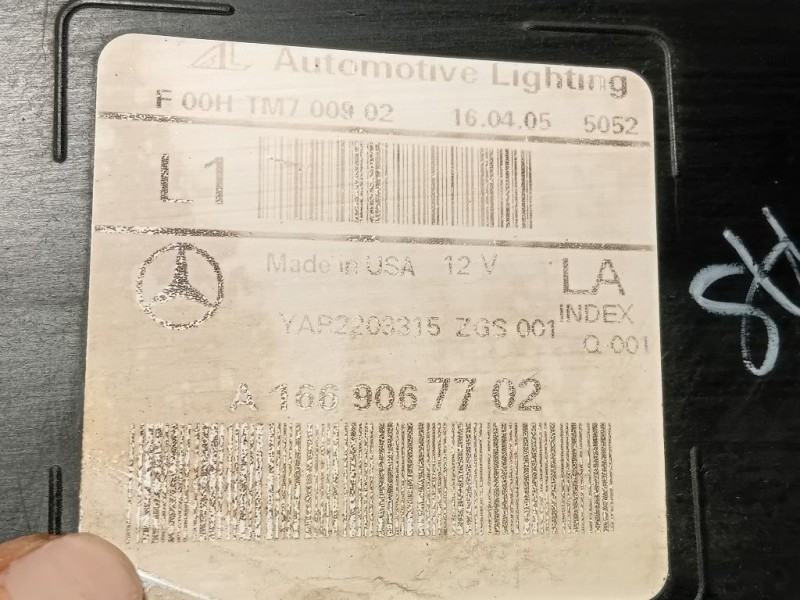 AL Automotive Lighting
F 00H TM7 009 02 16.04.05 5052
L1
Made in USA 12 V LA
INDEX
YAP2203315 ZGS 001 Q 001
A 166 906 77 02